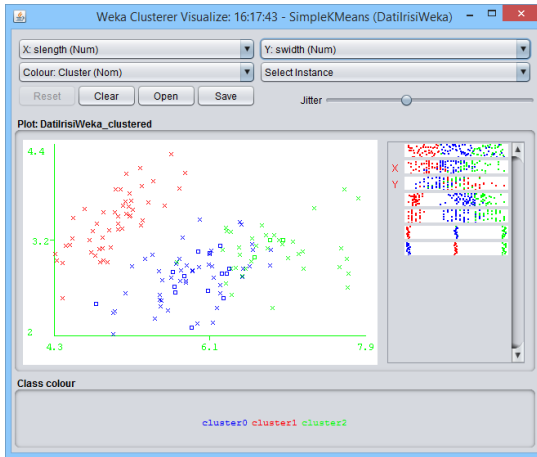 Weka Clusterer Visualize: 16:17:43 - SimpleKMeans (DatiIrisiWeka)
X: slength (Num)
Y: swidth (Num)
Colour: Cluster (Nom)
Select Instance
Reset
Clear
Open
Save
Jitter
Plot: DatiIrisiWeka_clustered
4.4
3.2
2
4.3
6.1
7.9
X
Y
Class colour
cluster0 cluster1 cluster2